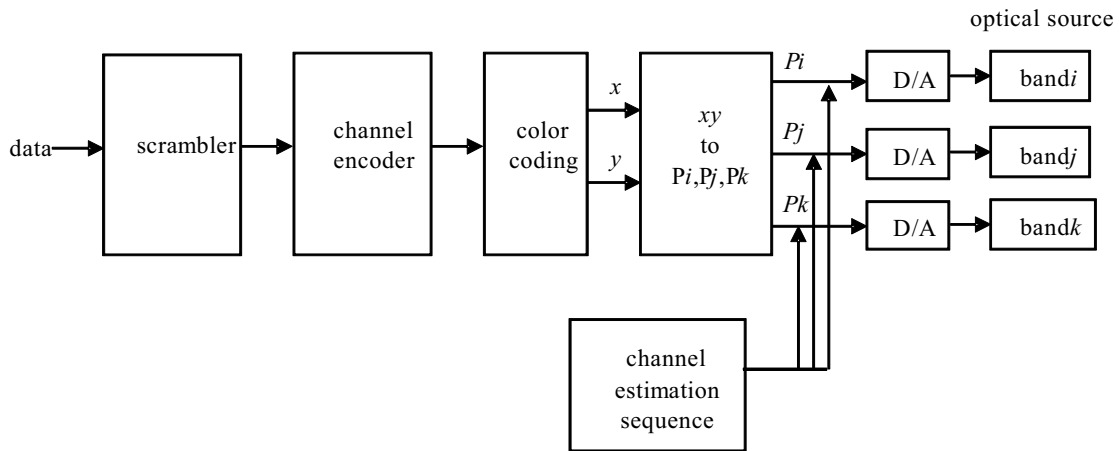 optical source
data
scrambler
channel
encoder
color
coding
x
y
xy
to
Pi,Pj,Pk
Pi
Pj
Pk
D/A
D/A
D/A
bandi
bandj
bandk
channel
estimation
sequence